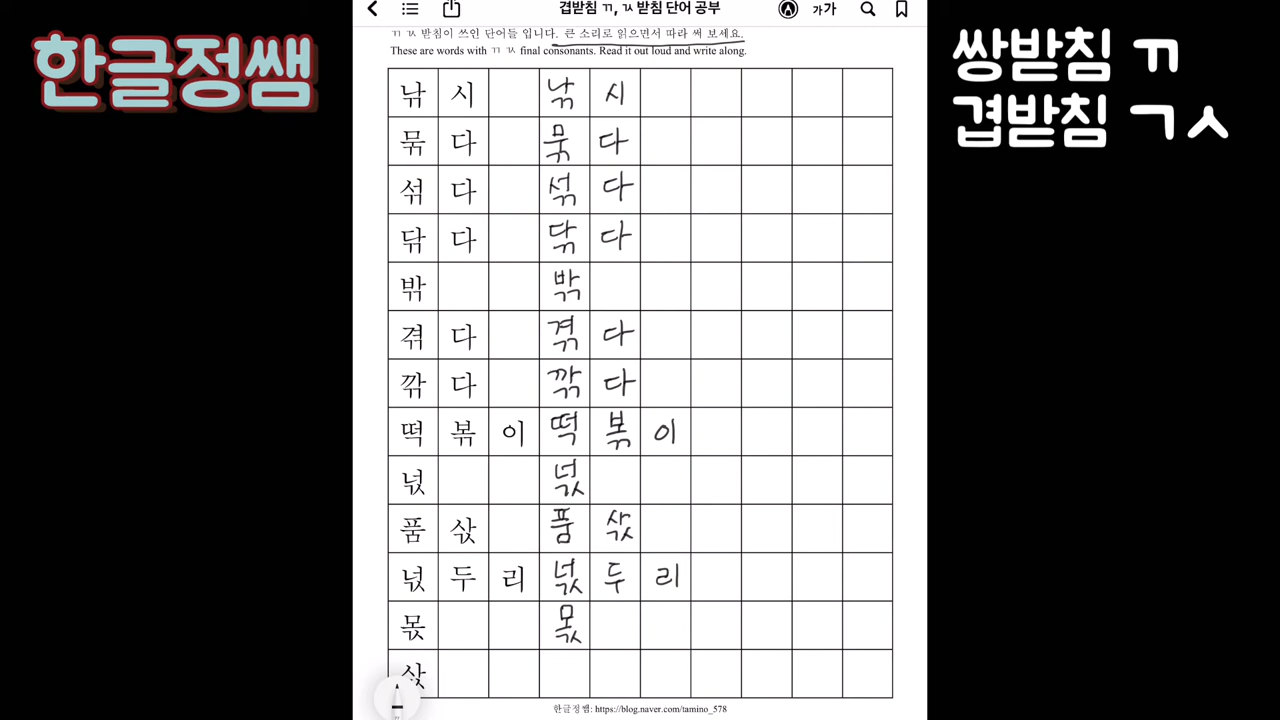 한글정쌤
겹받침 ㄲ, ㄳ 받침 단어 공부
가가
쌍받침 ㄲ
겹받침 ㄱㅅ
ㄲ ㄳ 받침이 쓰인 단어들 입니다. 큰 소리로 읽으면서 따라 써 보세요.
These are words with ㄲ ㄳ final consonants. Read it out loud and write along.
낚 시 낚 시
묶 다 묶 다
섞 다 섞 다
닦 다 닦 다
밖 밖
겪 다 겪 다
깎 다 깎 다
떡 볶 이 떡 볶 이
넋 넋
품 삯 품 삯
넋 두 리 넋 두 리
몫 몫
삯
한글정쌤: https://blog.naver.com/tamino_578